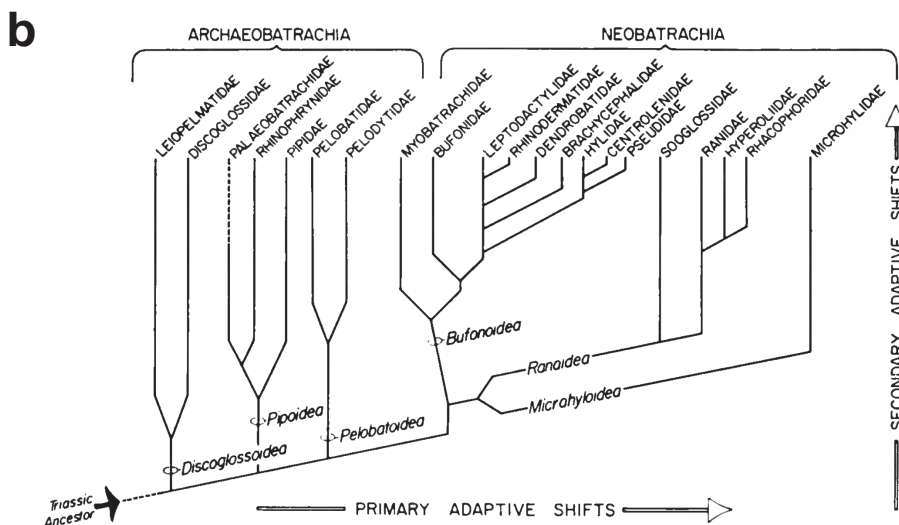 b
ARCHAEOBATRACHIA
NEOBATRACHIA
LEIOPELMATIDAE
DISCOGLOSSIDAE
PALAEOBATRACHIDAE
RHINOPHRYNIDAE
PIPIDAE
PELOBATIDAE
PELODYTIDAE
MYOBATRACHIDAE
BUFONIDAE
LEPTODACTYLIDAE
RHINODERMATIDAE
DENDROBATIDAE
BRACHYCEPHALIDAE
HYLIDAE
CENTROLENIDAE
PSEUDIDAE
SOOGLOSSIDAE
RANIDAE
HYPEROLIIDAE
RHACOPHORIDAE
MICROHYLIDAE
Bufonoidea
Ranoidea
Microhyloidea
Pipoidea
Pelobatoidea
Discoglossoidea
Triassic
Ancestor
PRIMARY ADAPTIVE SHIFTS
SECONDARY ADAPTIVE SHIFTS